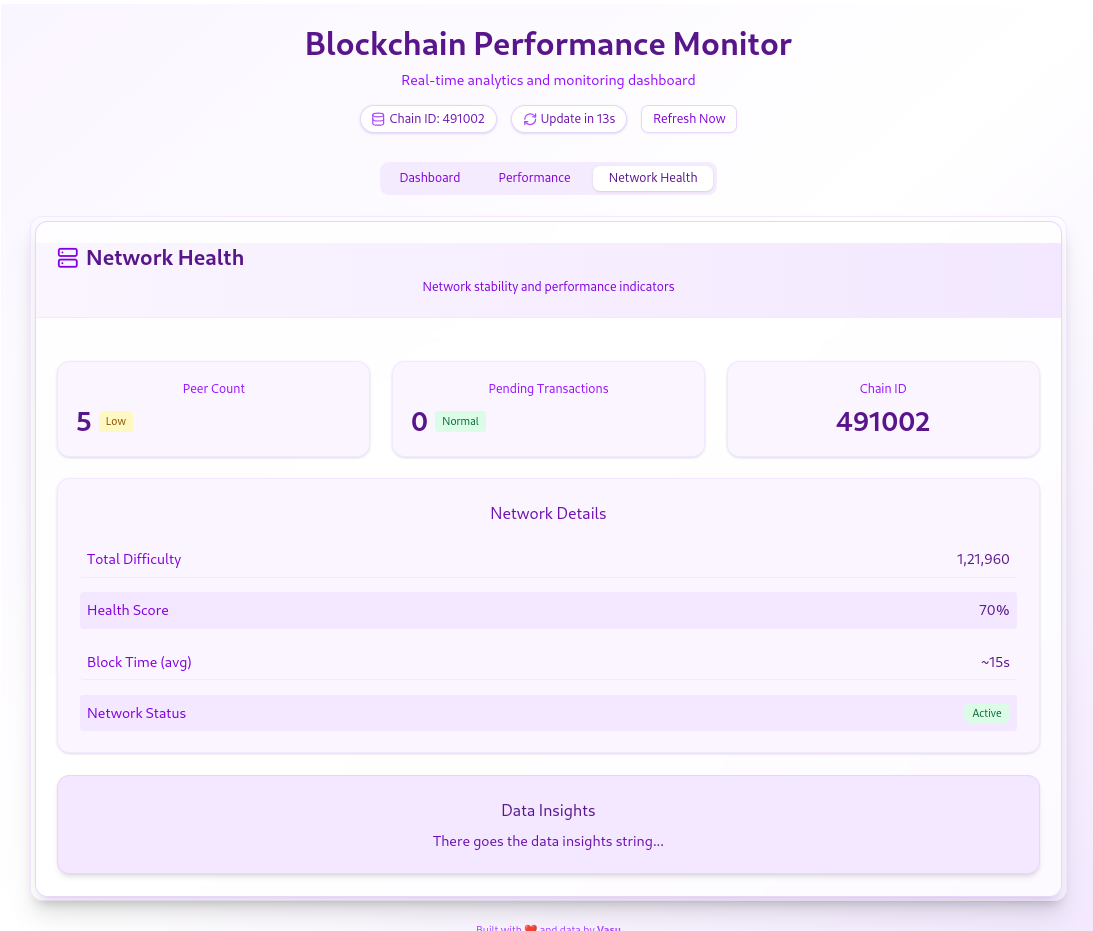 Blockchain Performance Monitor
Real-time analytics and monitoring dashboard
Chain ID: 491002
Update in 13s
Refresh Now
Dashboard
Performance
Network Health
Network Health
Network stability and performance indicators
Peer Count
5 Low
Pending Transactions
0 Normal
Chain ID
491002
Network Details
Total Difficulty 1,21,960
Health Score 70%
Block Time (avg) ~15s
Network Status Active
Data Insights
There goes the data insights string...
Built with ❤️ and data by Vasu